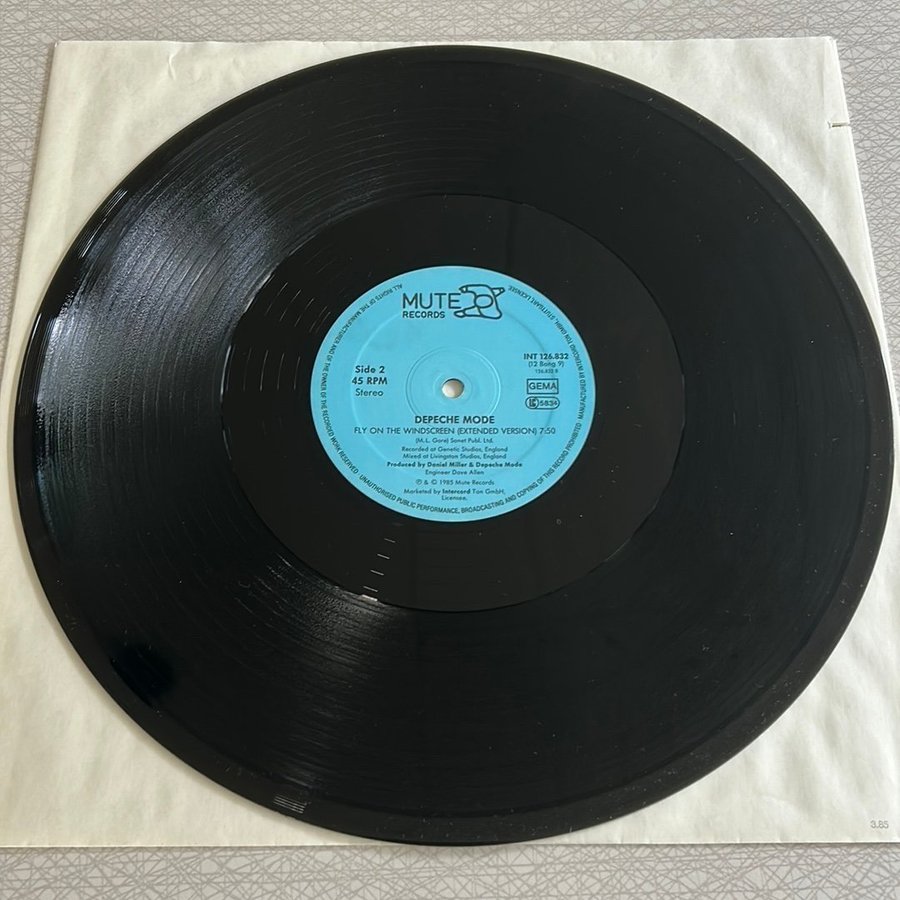 MUTE
RECORDS
Side 2
45 RPM
Stereo
INT 126.832
(12 Bong 9)
126.832 B
GEMA
LC 5834
DEPECHE MODE
FLY ON THE WINDSCREEN (EXTENDED VERSION) 7:50
(M.L. Gore) Sonet Publ. Ltd.
Recorded at Genetic Studios, England
Mixed at Livingston Studios, England
Produced by Daniel Miller & Depeche Mode
Engineer Dave Allen
℗ & © 1985 Mute Records
Marketed by Intercord Ton GmbH,
Licensee.
ALL RIGHTS OF THE MANUFACTURER AND OF THE OWNER OF THE RECORDED WORK RESERVED · UNAUTHORISED PUBLIC PERFORMANCE, BROADCASTING AND COPYING OF THIS RECORD PROHIBITED MANUFACTURED BY INTERCORD TON GMBH, STUTTGART, LICENSEE.
3.85